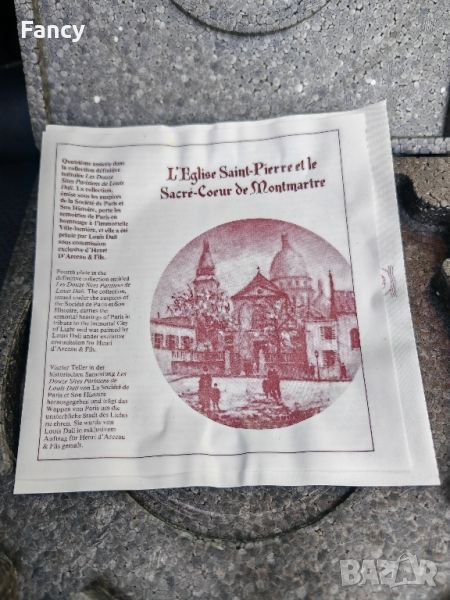 Fancy
L'Eglise Saint-Pierre et le
Sacré-Coeur de Montmartre
Quatrième assiette dans
la collection définitive
intitulée Les Douze
Sites Parisiens de Louis
Dali. La collection,
émise sous les auspices
de la Société de Paris et
Son Histoire, porte les
armoiries de Paris en
hommage à l'immortelle
Ville-lumière, et elle a été
peinte par Louis Dali
sous commission
exclusive d'Henri
D'Arceau & Fils.
Fourth plate in the
definitive collection entitled
Les Douze Sites Parisiens de
Louis Dali. The collection,
issued under the auspices of
the Société de Paris et Son
Histoire, carries the
armorial bearings of Paris in
tribute to the immortal City
of Light and was painted by
Louis Dali under exclusive
commission for Henri
d'Arceau & Fils.
Vierter Teller in der
historischen Sammlung Les
Douze Sites Parisiens de
Louis Dali von La Société de
Paris et Son Histoire
herausgegeben und trägt das
Wappen von Paris um die
unsterbliche Stadt des Lichts
zu ehren. Sie wurde von
Louis Dali in exklusivem
Auftrag für Henri d'Arceau
& Fils gemalt.
BAZAR